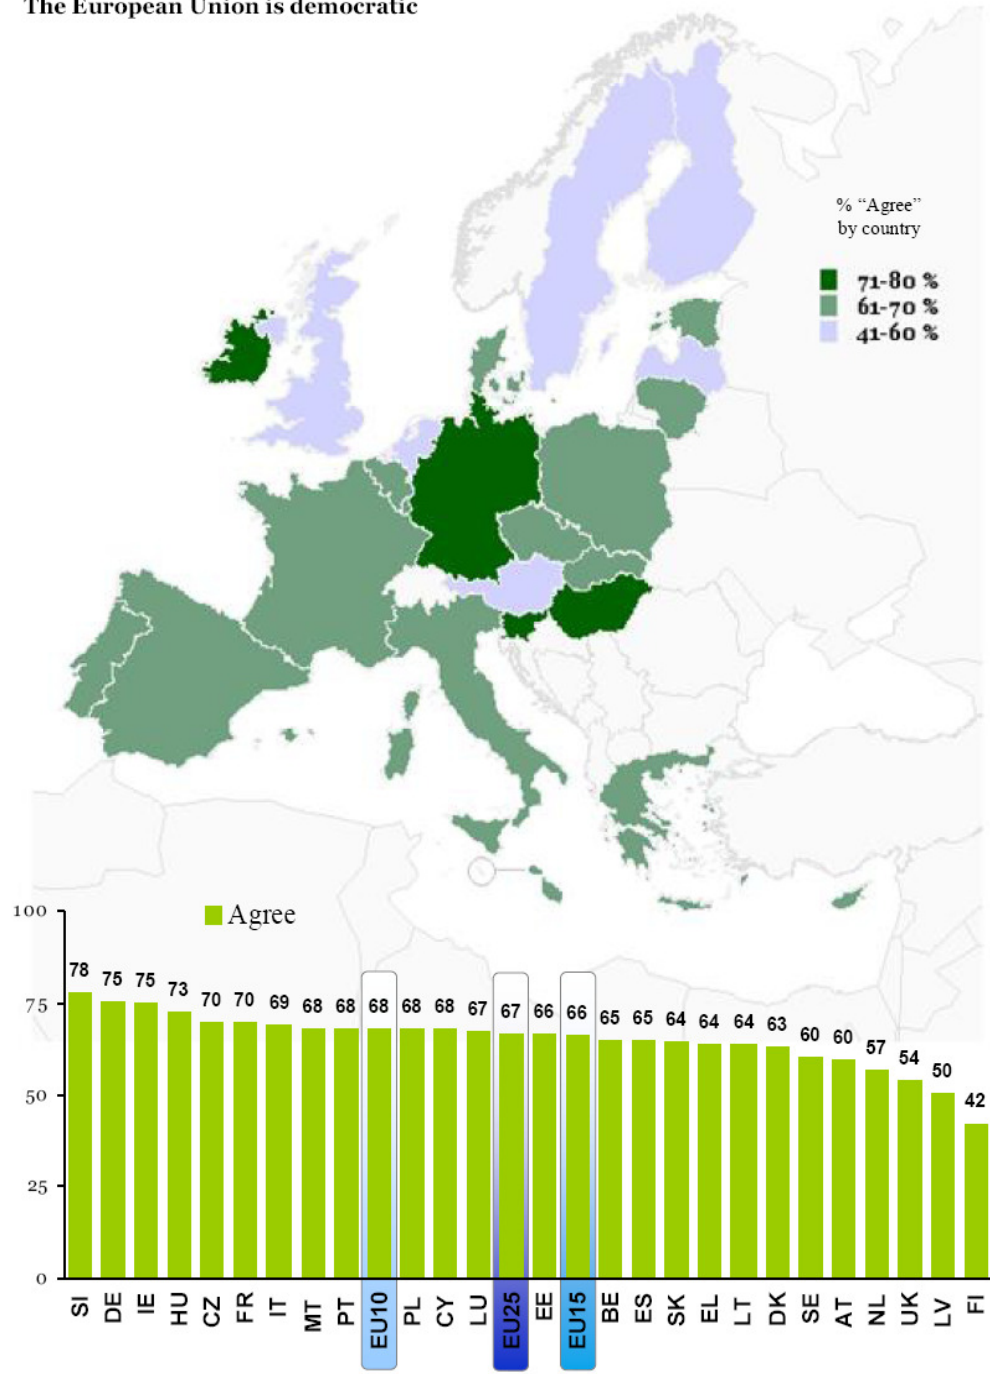 The European Union is democratic
% “Agree”
by country
71-80 %
61-70 %
41-60 %
Agree
100
75
50
25
0
78 75 75 73 70 70 69 68 68 68 68 68 67 67 66 66 65 65 64 64 64 63 60 60 57 54 50 42
SI DE IE HU CZ FR IT MT PT EU10 PL CY LU EU25 EE EU15 BE ES SK EL LT DK SE AT NL UK LV FI